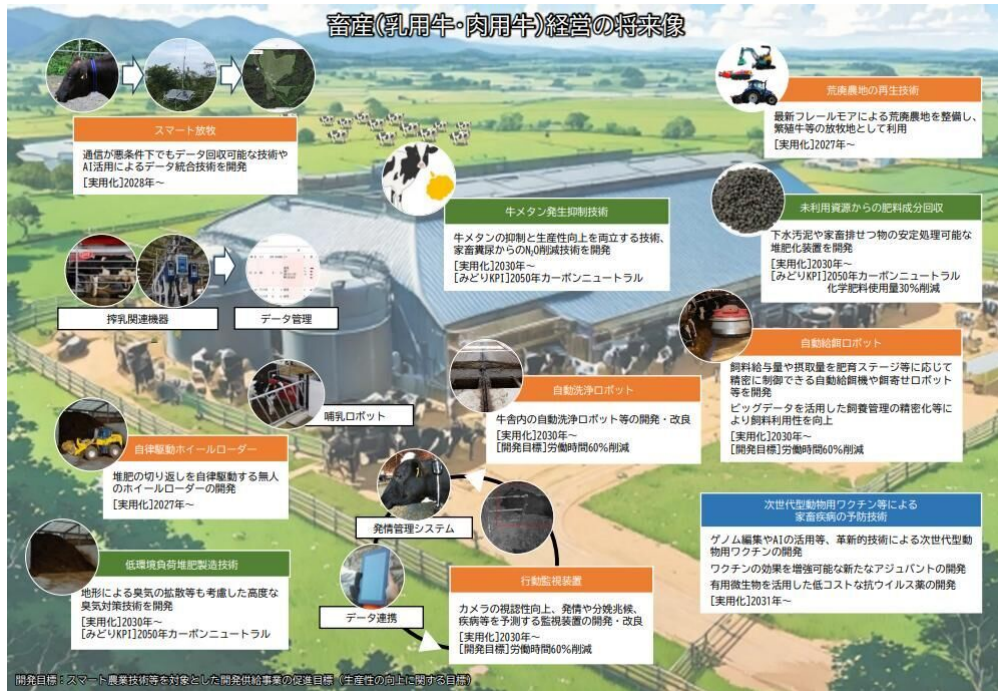 畜産(乳用牛・肉用牛)経営の将来像
スマート放牧
通信が悪条件下でもデータ回収可能な技術や
AI活用によるデータ統合技術を開発
[実用化]2028年～
荒廃農地の再生技術
最新フレールモアによる荒廃農地を整備し、
繁殖牛等の放牧地として利用
[実用化]2027年～
牛メタン発生抑制技術
牛メタンの抑制と生産性向上を両立する技術、
家畜糞尿からのN₂O削減技術を開発
[実用化]2030年～
[みどりKPI]2050年カーボンニュートラル
未利用資源からの肥料成分回収
下水汚泥や家畜排せつ物の安定処理可能な
堆肥化装置を開発
[実用化]2030年～
[みどりKPI]2050年カーボンニュートラル
化学肥料使用量30%削減
搾乳関連機器
データ管理
自動給餌ロボット
飼料給与量や摂取量を肥育ステージ等に応じて
精密に制御できる自動給餌機や餌寄せロボット
等を開発
ビッグデータを活用した飼養管理の精密化等に
より飼料利用性を向上
[実用化]2030年～
[開発目標]労働時間60%削減
自動洗浄ロボット
牛舎内の自動洗浄ロボット等の開発・改良
[実用化]2030年～
[開発目標]労働時間60%削減
哺乳ロボット
自律駆動ホイールローダー
堆肥の切り返しを自律駆動する無人
のホイールローダーの開発
[実用化]2027年～
発情管理システム
次世代型動物用ワクチン等による
家畜疾病の予防技術
ゲノム編集やAIの活用等、革新的技術による次世代型動
物用ワクチンの開発
ワクチンの効果を増強可能な新たなアジュバントの開発
有用微生物を活用した低コストな抗ウイルス薬の開発
[実用化]2031年～
低環境負荷堆肥製造技術
地形による臭気の拡散等も考慮した高度な
臭気対策技術を開発
[実用化]2030年～
[みどりKPI]2050年カーボンニュートラル
データ連携
行動監視装置
カメラの視認性向上、発情や分娩兆候、
疾病等を予測する監視装置の開発・改良
[実用化]2030年～
[開発目標]労働時間60%削減
開発目標：スマート農業技術等を対象とした開発供給事業の促進目標（生産性の向上に関する目標）